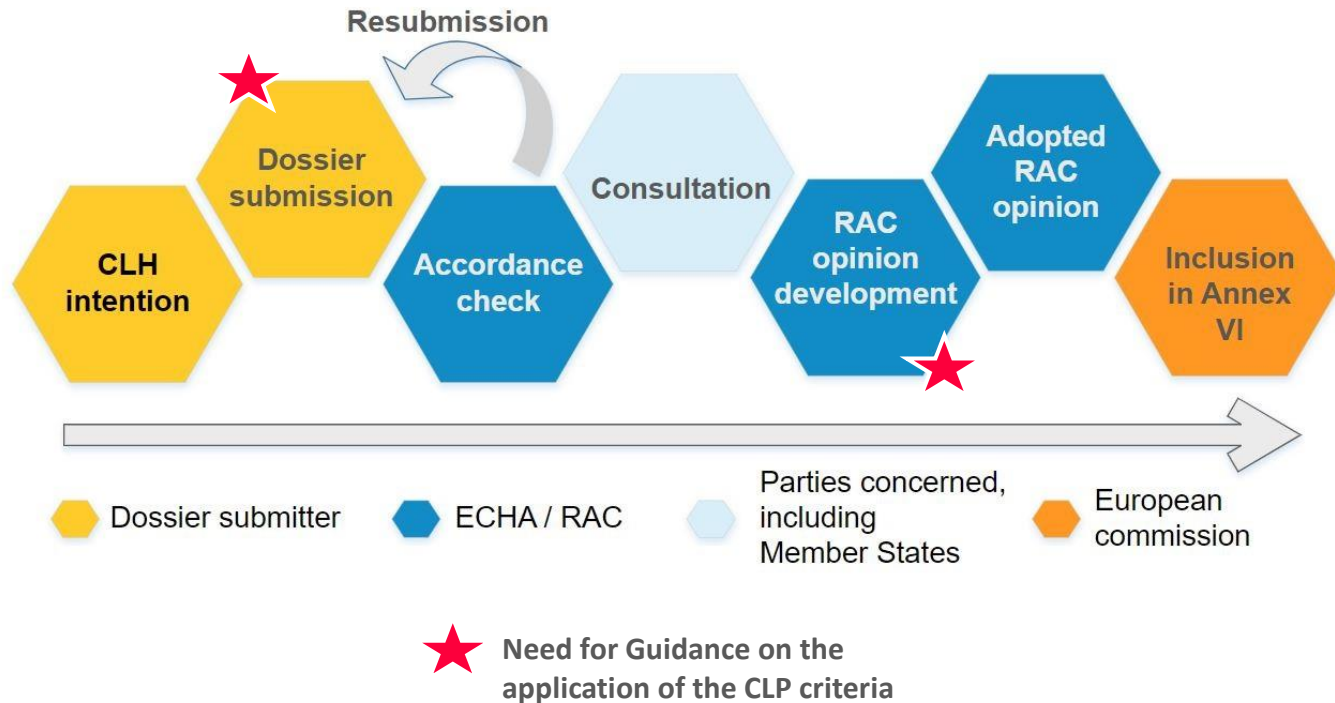 Resubmission
CLH
intention
Dossier
submission
Accordance
check
Consultation
RAC
opinion
development
Adopted
RAC
opinion
Inclusion
in Annex
VI
Dossier submitter
ECHA / RAC
Parties concerned,
including
Member States
European
commission
Need for Guidance on the
application of the CLP criteria